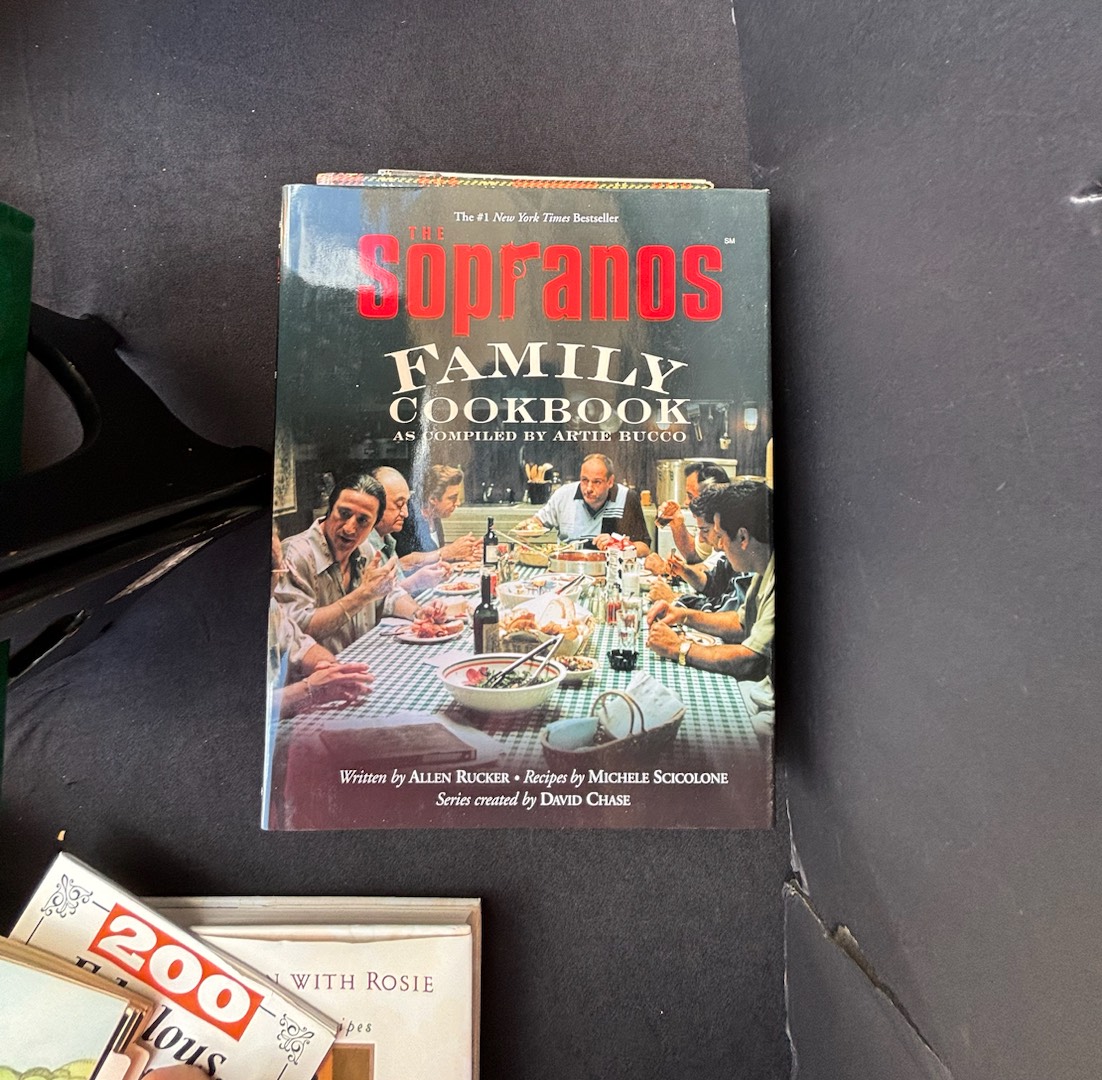 The #1 New York Times Bestseller
THE
Sopranos SM
FAMILY
COOKBOOK
AS COMPILED BY ARTIE BUCCO
Written by ALLEN RUCKER • Recipes by MICHELE SCICOLONE
Series created by DAVID CHASE
200
WITH ROSIE